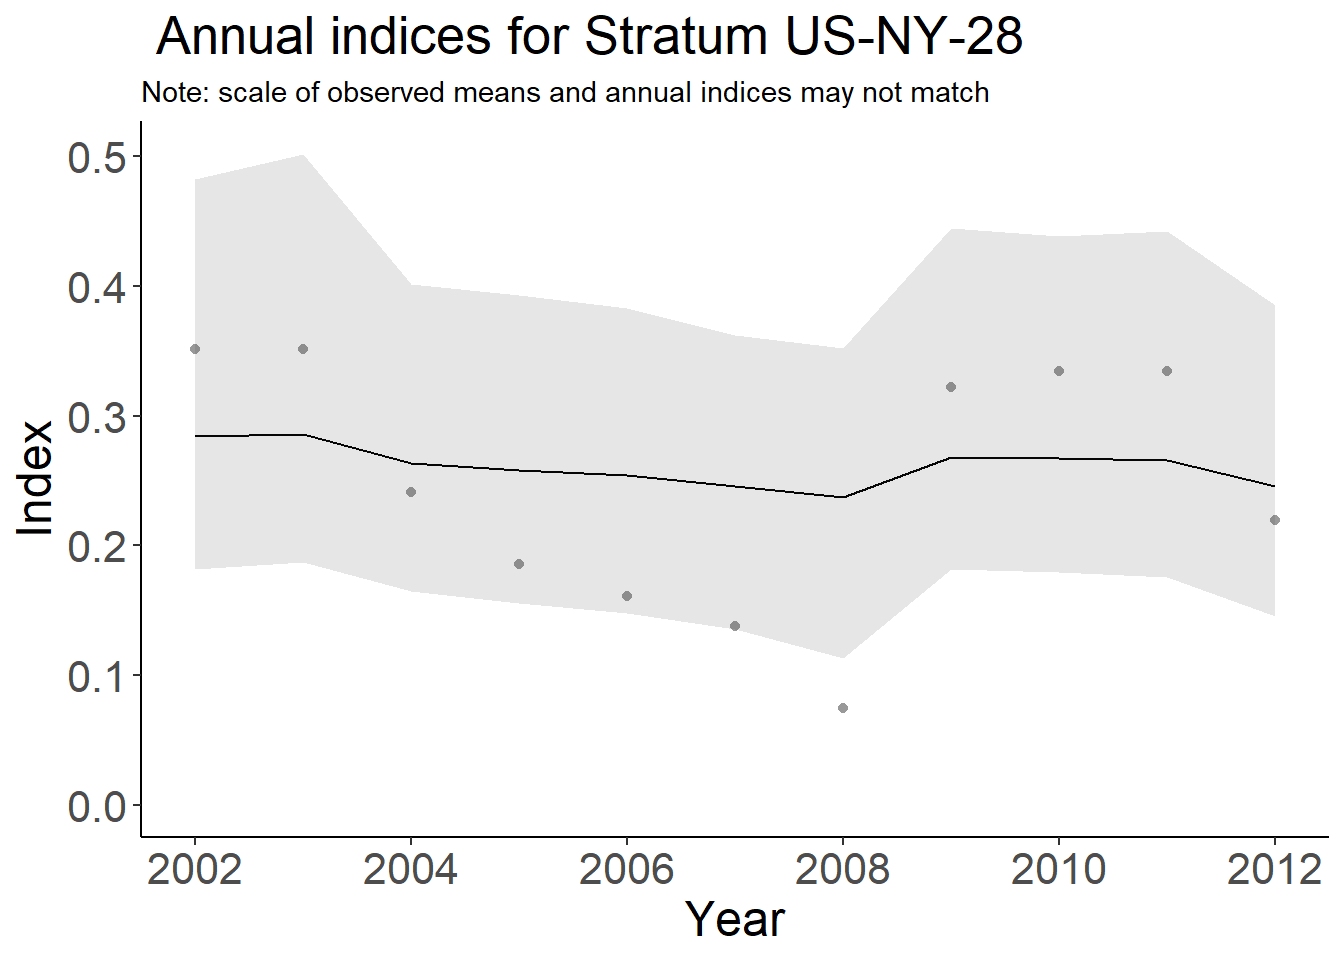 Annual indices for Stratum US-NY-28
Note: scale of observed means and annual indices may not match
0.5
0.4
0.3
0.2
0.1
0.0
Index
2002 2004 2006 2008 2010 2012
Year